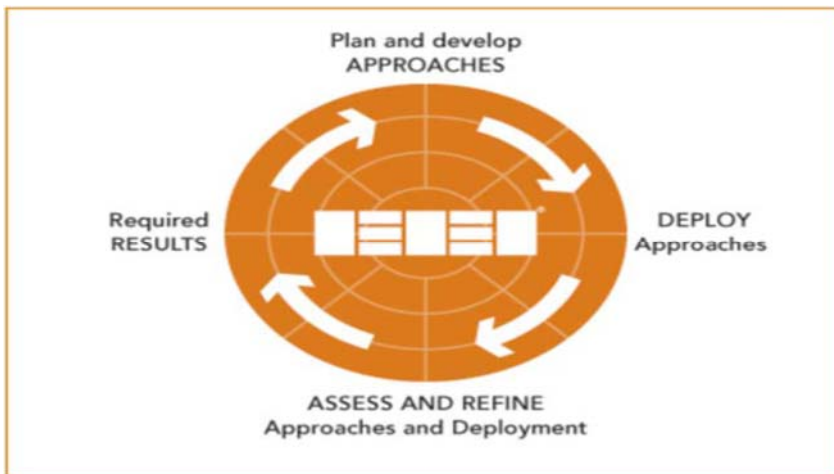 Plan and develop
APPROACHES
Required
RESULTS
DEPLOY
Approaches
ASSESS AND REFINE
Approaches and Deployment